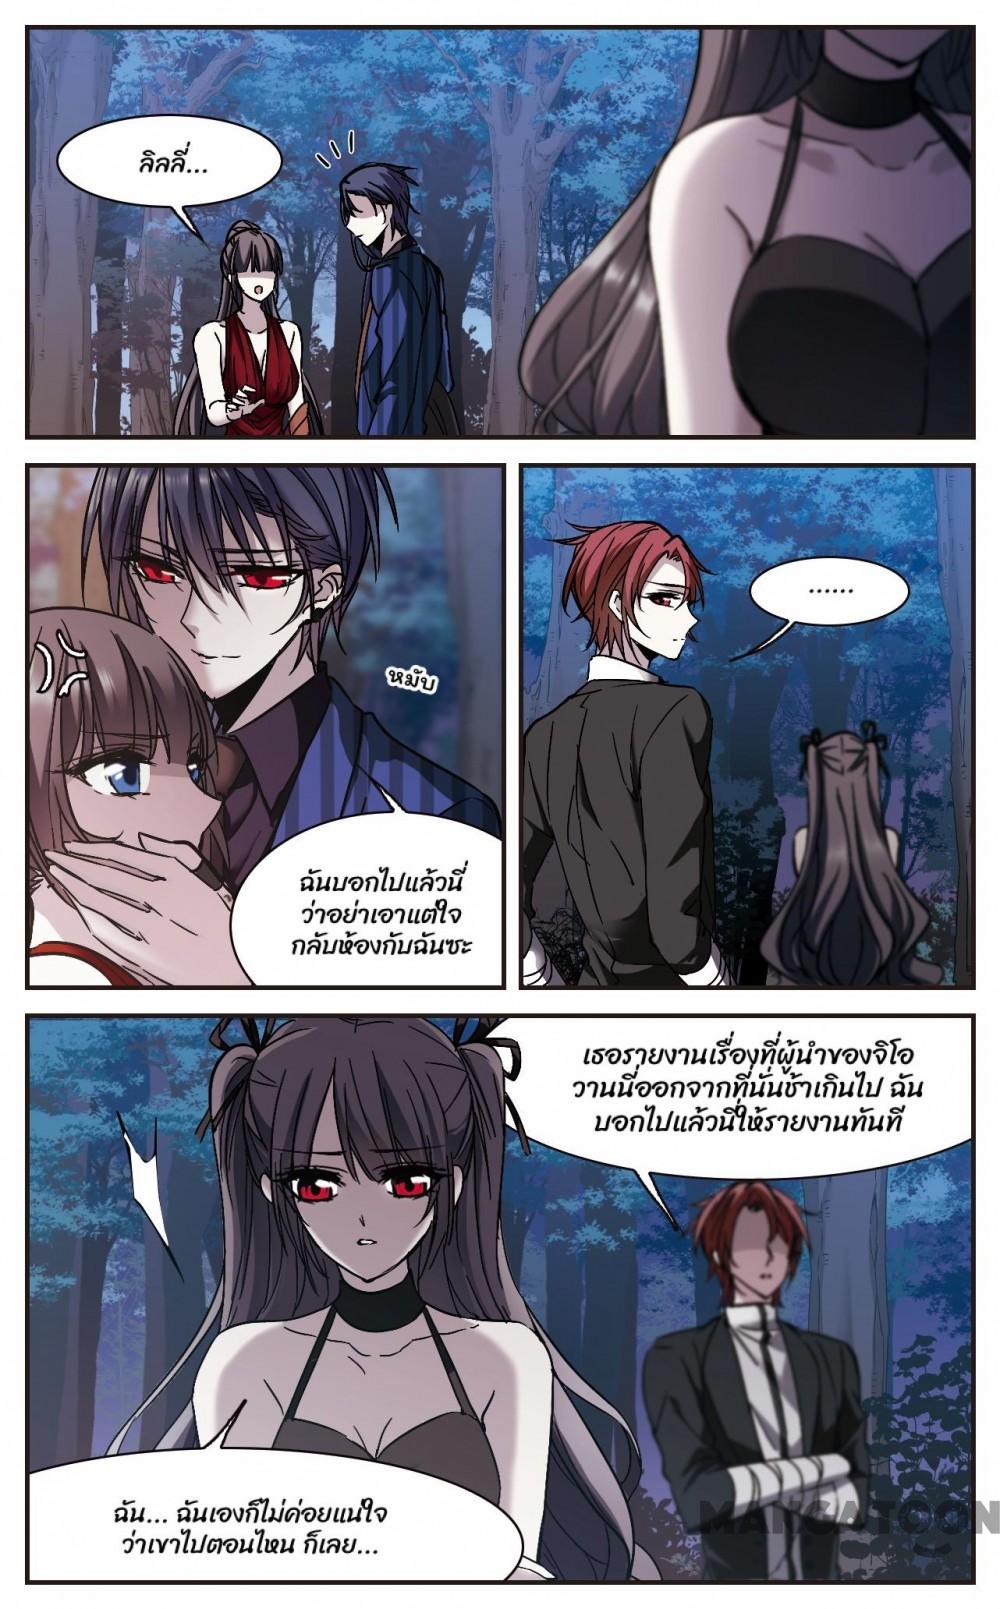 ลิลลี่...
หมับ
ฉันบอกไปแล้วนี่
ว่าอย่าเอาแต่ใจ
กลับห้องกับฉันซะ
......
เธอรายงานเรื่องที่ผู้นำของจิโอ
วานนี่ออกจากที่นั่นช้าเกินไป ฉัน
บอกไปแล้วนี่ให้รายงานทันที
ฉัน... ฉันเองก็ไม่ค่อยแน่ใจ
ว่าเขาไปตอนไหน ก็เลย...
MANGATOON